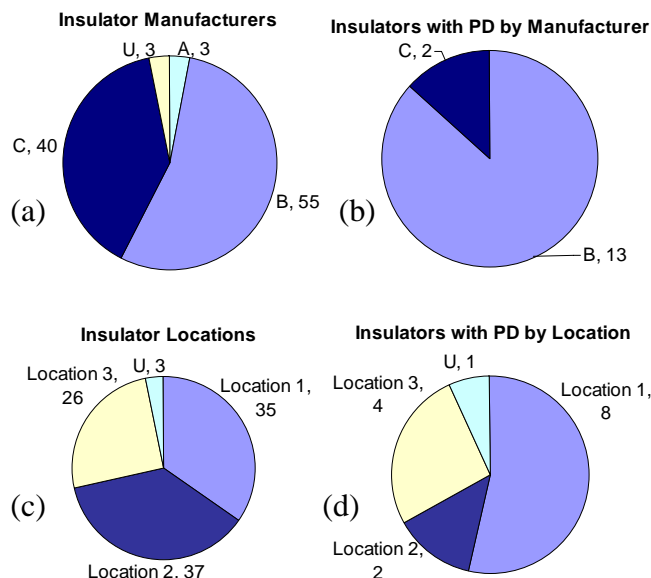 Insulator Manufacturers
U, 3
A, 3
C, 40
B, 55
(a)
Insulators with PD by Manufacturer
C, 2
B, 13
(b)
Insulator Locations
U, 3
Location 3,
26
Location 1,
35
Location 2, 37
(c)
Insulators with PD by Location
U, 1
Location 3,
4
Location 1,
8
Location 2,
2
(d)